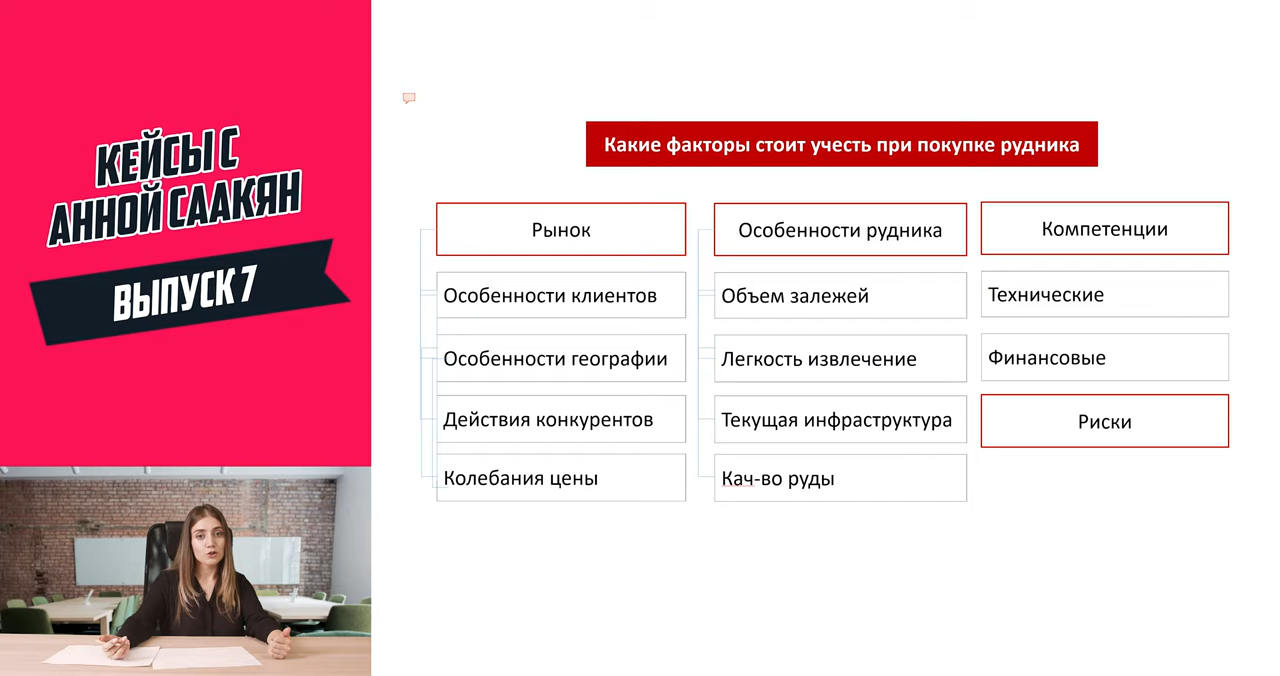 КЕЙСЫ С
АННОЙ СААКЯН
ВЫПУСК 7
Какие факторы стоит учесть при покупке рудника
Рынок
Особенности клиентов
Особенности географии
Действия конкурентов
Колебания цены
Особенности рудника
Объем залежей
Легкость извлечение
Текущая инфраструктура
Кач-во руды
Компетенции
Технические
Финансовые
Риски